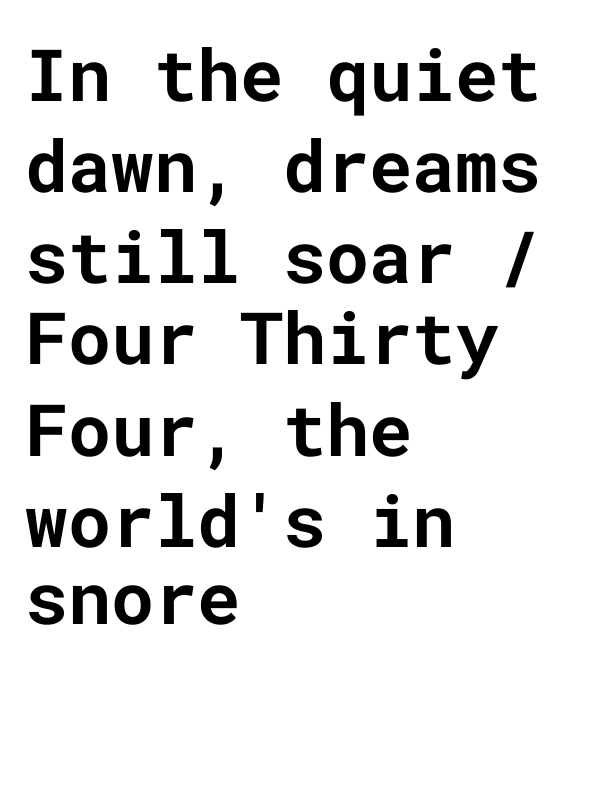 In the quiet
dawn, dreams
still soar /
Four Thirty
Four, the
world's in
snore